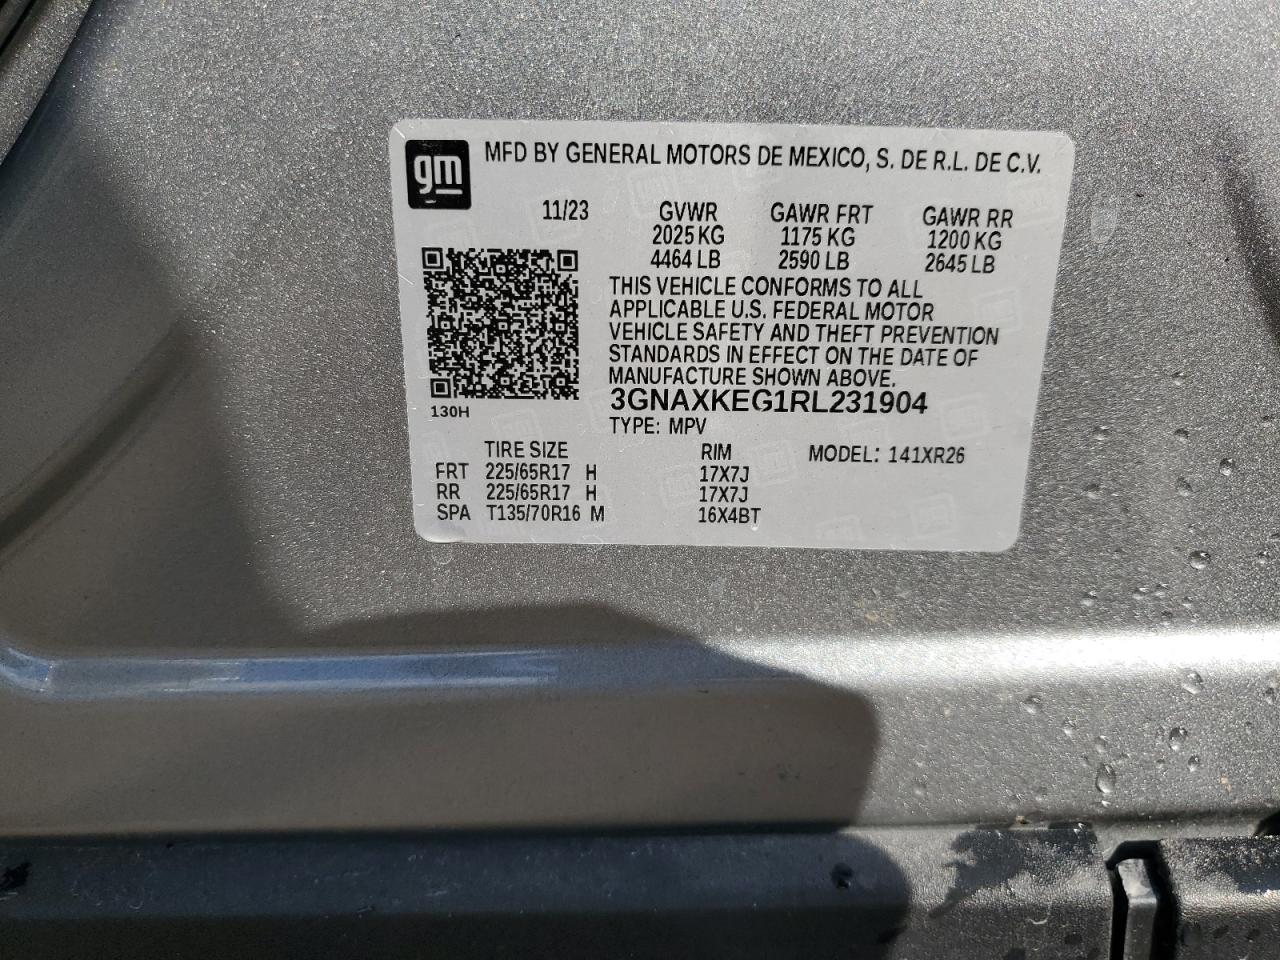 gm
MFD BY GENERAL MOTORS DE MEXICO, S. DE R.L. DE C.V.
11/23 GVWR GAWR FRT GAWR RR
2025 KG 1175 KG 1200 KG
4464 LB 2590 LB 2645 LB
THIS VEHICLE CONFORMS TO ALL
APPLICABLE U.S. FEDERAL MOTOR
VEHICLE SAFETY AND THEFT PREVENTION
STANDARDS IN EFFECT ON THE DATE OF
MANUFACTURE SHOWN ABOVE.
3GNAXKEG1RL231904
130H
TYPE: MPV
TIRE SIZE RIM MODEL: 141XR26
FRT 225/65R17 H 17X7J
RR 225/65R17 H 17X7J
SPA T135/70R16 M 16X4BT